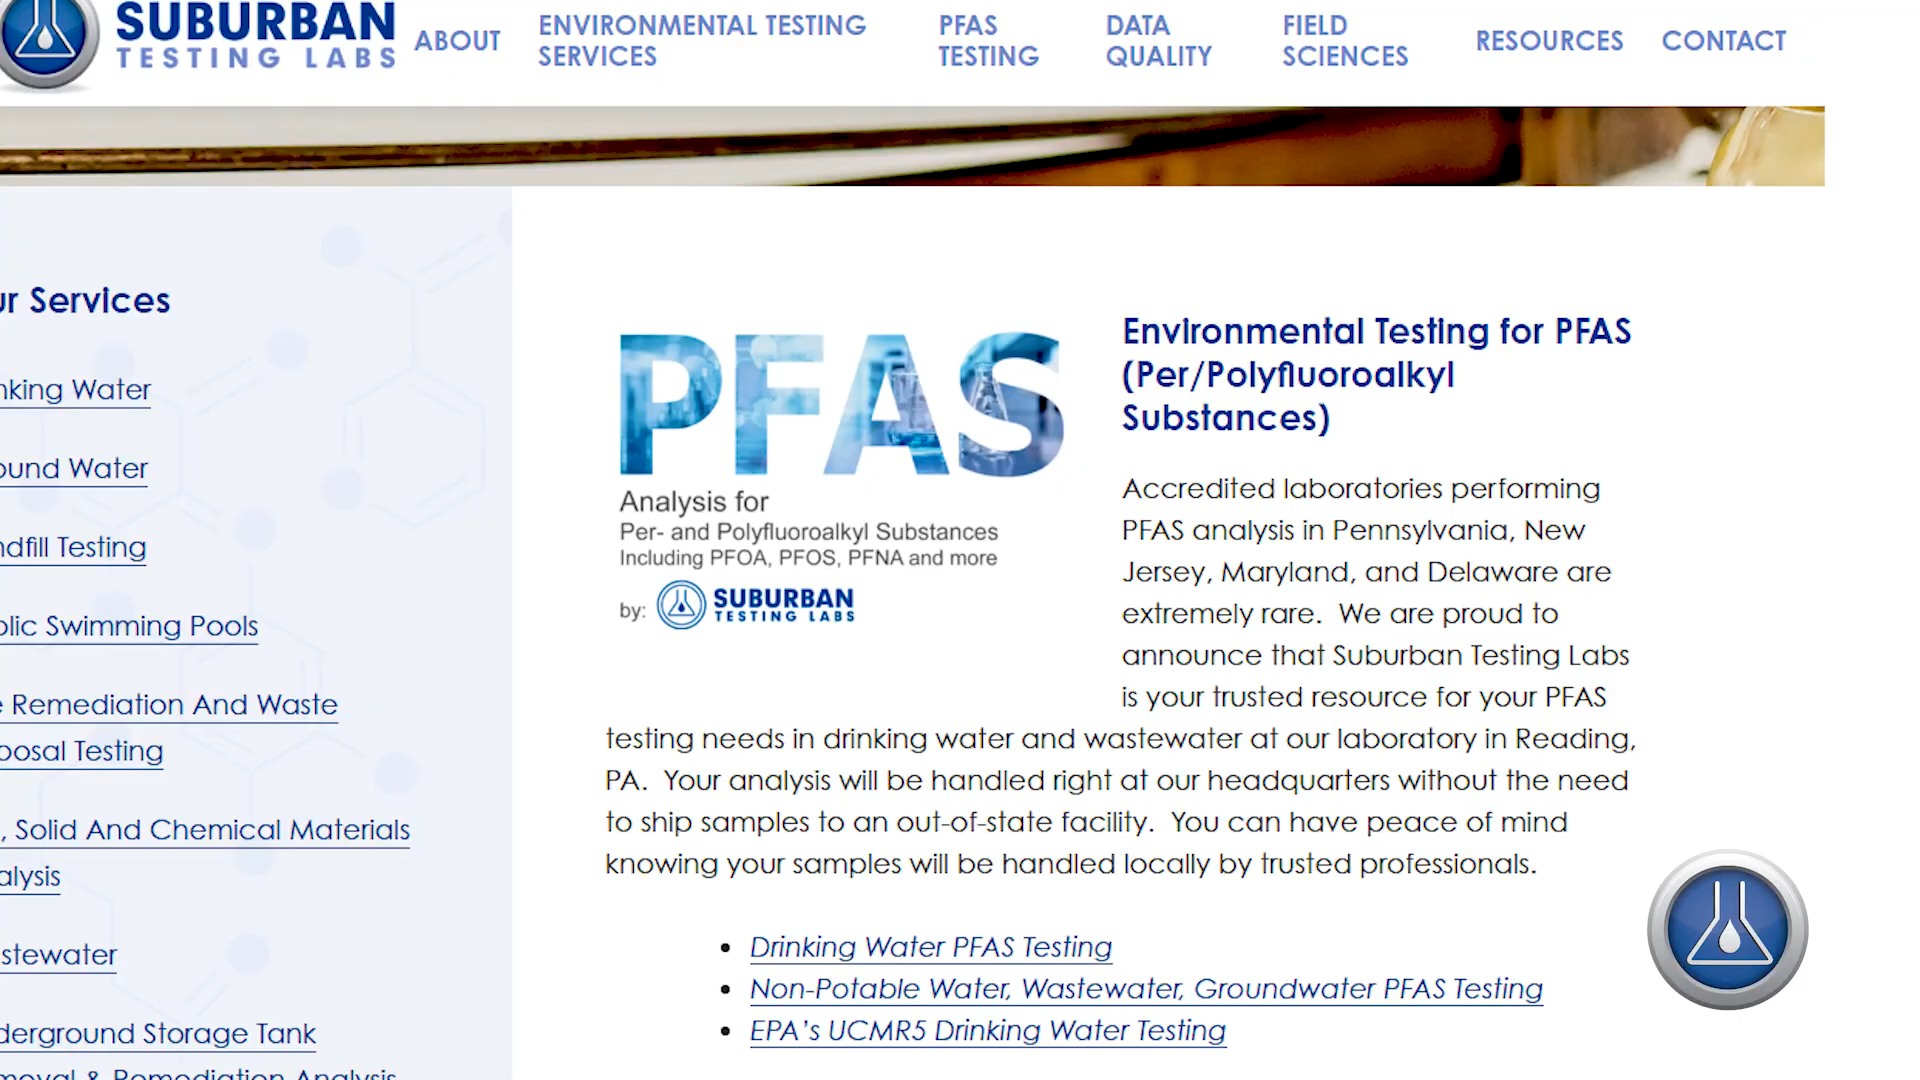 SUBURBAN
TESTING LABS
ABOUT
ENVIRONMENTAL TESTING
SERVICES
PFAS
TESTING
DATA
QUALITY
FIELD
SCIENCES
RESOURCES
CONTACT
ur Services
nking Water
ound Water
ndfill Testing
olic Swimming Pools
e Remediation And Waste
posal Testing
, Solid And Chemical Materials
alysis
stewater
derground Storage Tank
moval & Remediation Analysis
PFAS
Analysis for
Per- and Polyfluoroalkyl Substances
Including PFOA, PFOS, PFNA and more
by: SUBURBAN
TESTING LABS
Environmental Testing for PFAS
(Per/Polyfluoroalkyl
Substances)
Accredited laboratories performing
PFAS analysis in Pennsylvania, New
Jersey, Maryland, and Delaware are
extremely rare. We are proud to
announce that Suburban Testing Labs
is your trusted resource for your PFAS
testing needs in drinking water and wastewater at our laboratory in Reading,
PA. Your analysis will be handled right at our headquarters without the need
to ship samples to an out-of-state facility. You can have peace of mind
knowing your samples will be handled locally by trusted professionals.
• Drinking Water PFAS Testing
• Non-Potable Water, Wastewater, Groundwater PFAS Testing
• EPA’s UCMR5 Drinking Water Testing